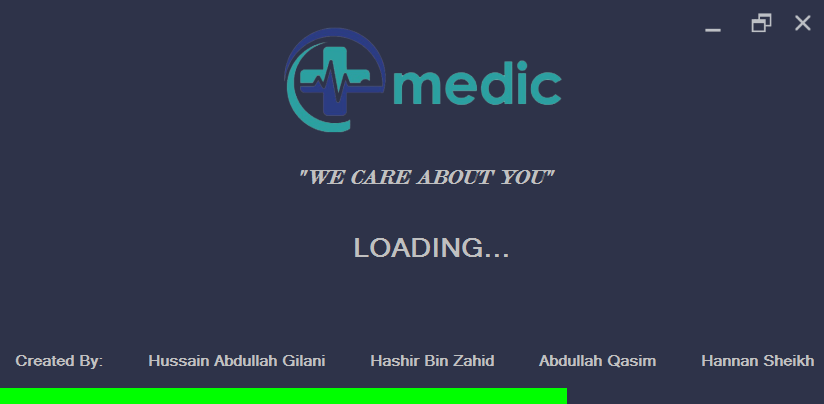 medic
"WE CARE ABOUT YOU"
LOADING...
Created By: Hussain Abdullah Gilani Hashir Bin Zahid Abdullah Qasim Hannan Sheikh